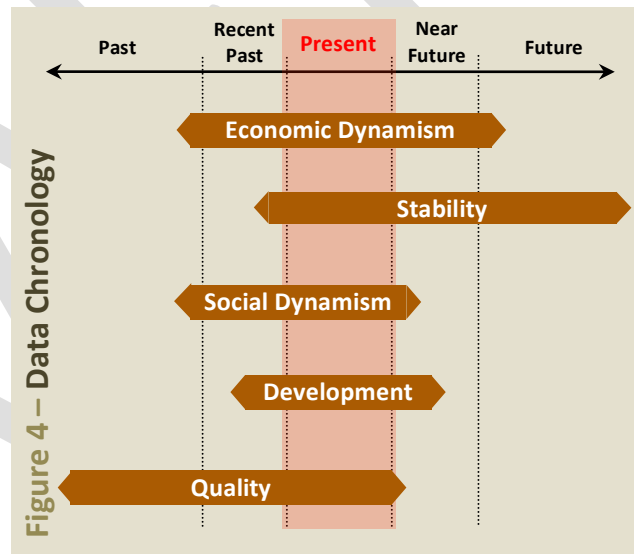 Past
Recent
Past
Present
Near
Future
Future
Economic Dynamism
Stability
Social Dynamism
Development
Quality
Figure 4 – Data Chronology